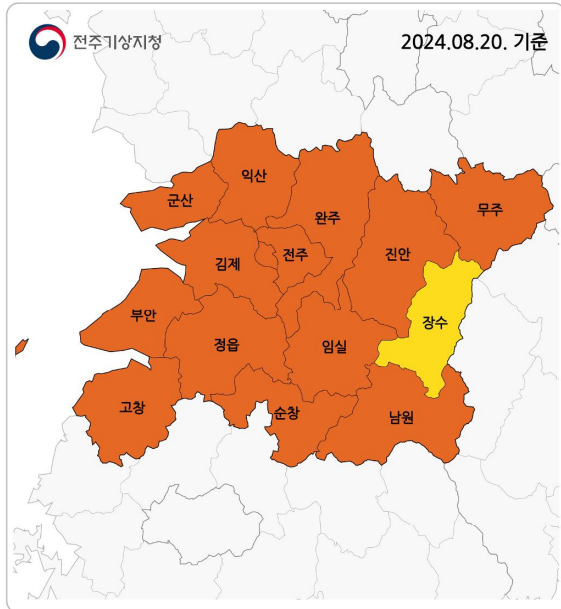 전주기상지청
2024.08.20. 기준
익산
군산
완주
무주
전주
진안
김제
부안
장수
정읍
임실
고창
순창
남원